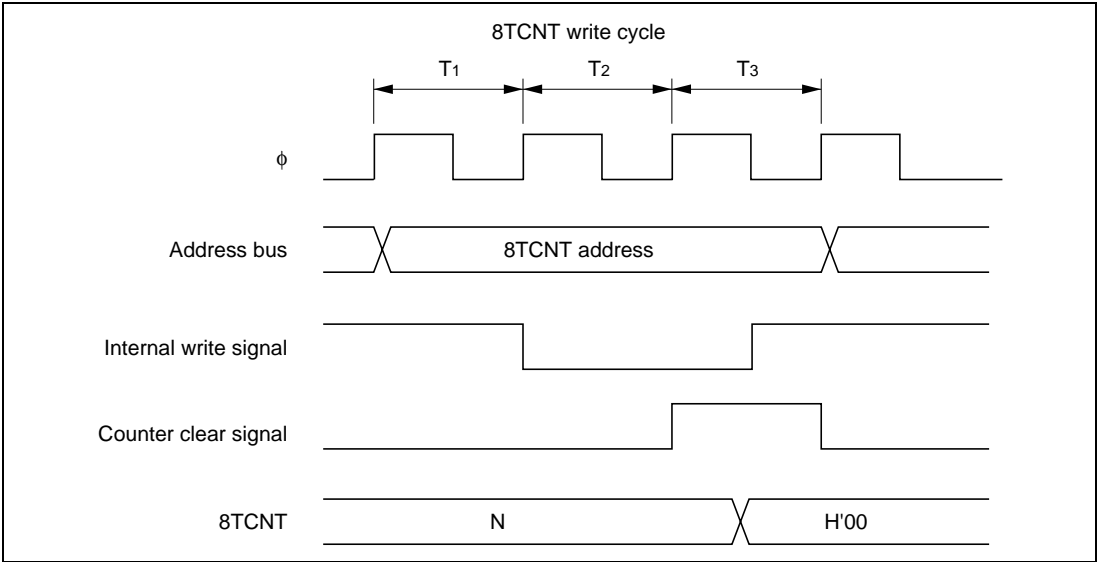 8TCNT write cycle
T1 T2 T3
ϕ
Address bus 8TCNT address
Internal write signal
Counter clear signal
8TCNT N H'00